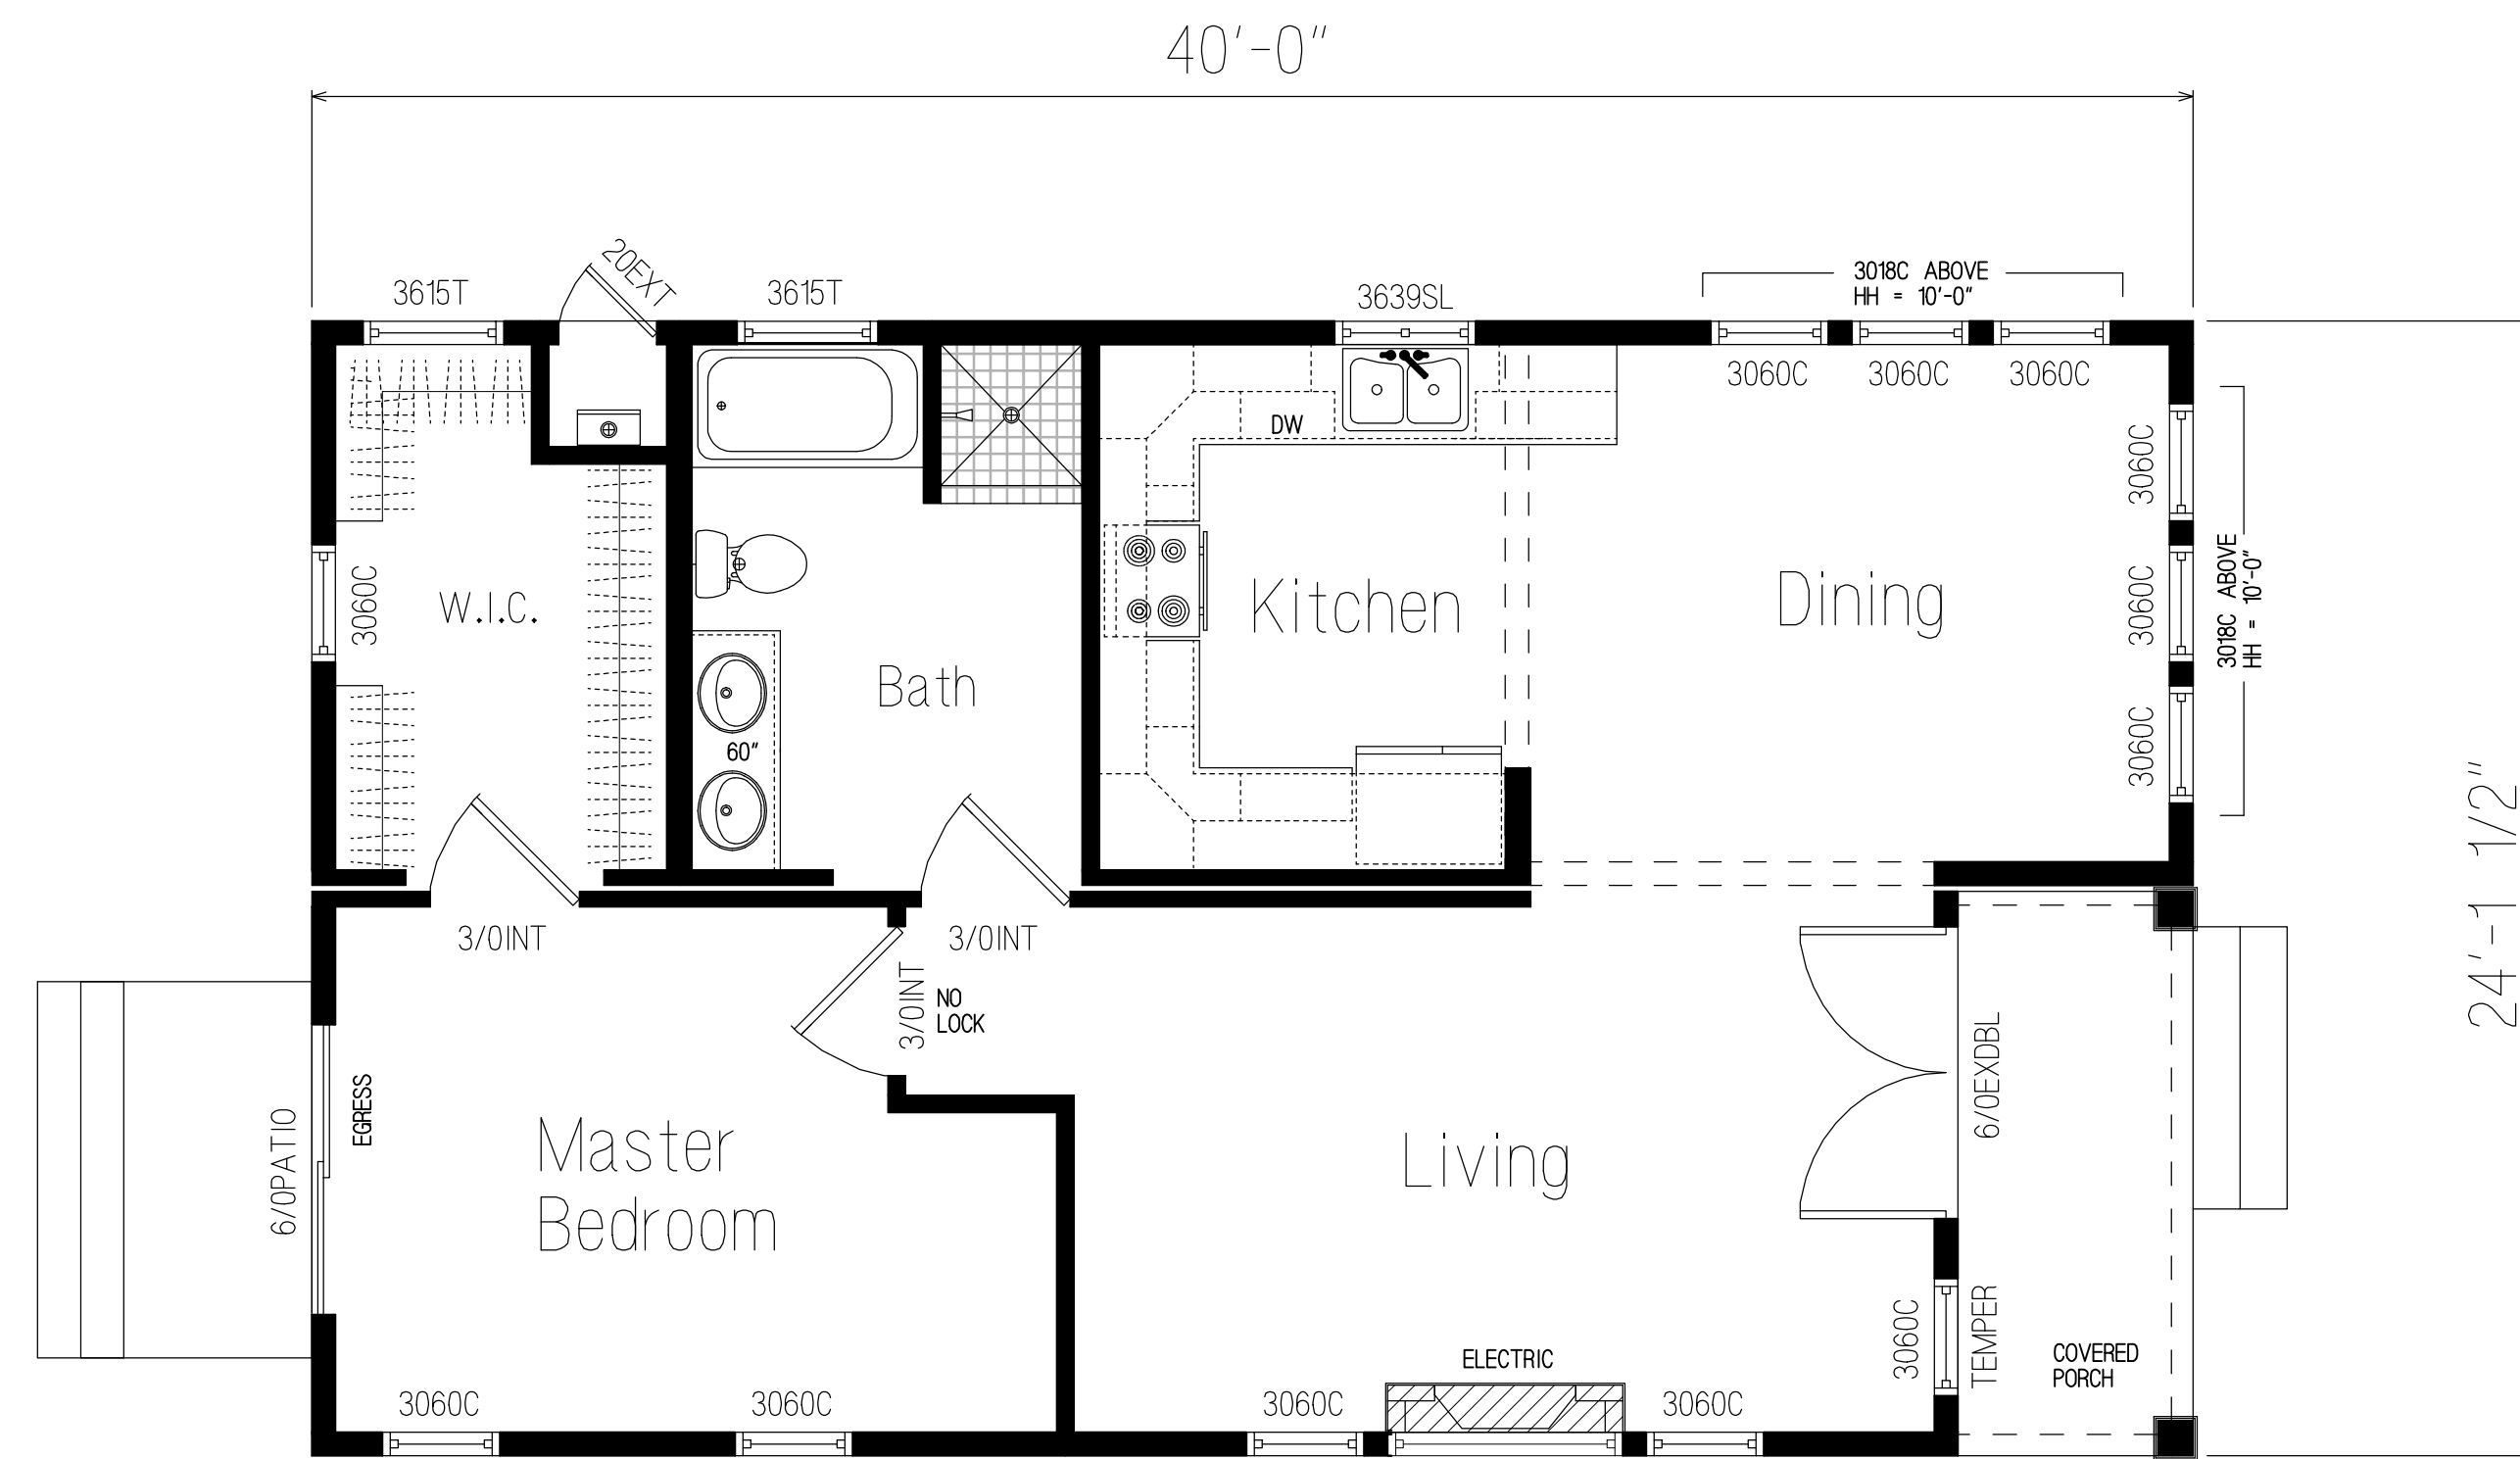 40'-0"
20EXT
3615T
3615T
3639SL
3018C ABOVE
HH = 10'-0"
3060C
3060C
3060C
DW
3060C
3060C
3060C
3060C
3018C ABOVE
HH = 10'-0"
W.I.C.
Kitchen
Dining
Bath
60"
24'-1 1/2"
3/0INT
3/0INT
3/0INT
NO
LOCK
6/0PATIO
EGRESS
Master
Bedroom
Living
6/0EXDBL
3060C
TEMPER
COVERED
PORCH
ELECTRIC
3060C
3060C
3060C
3060C